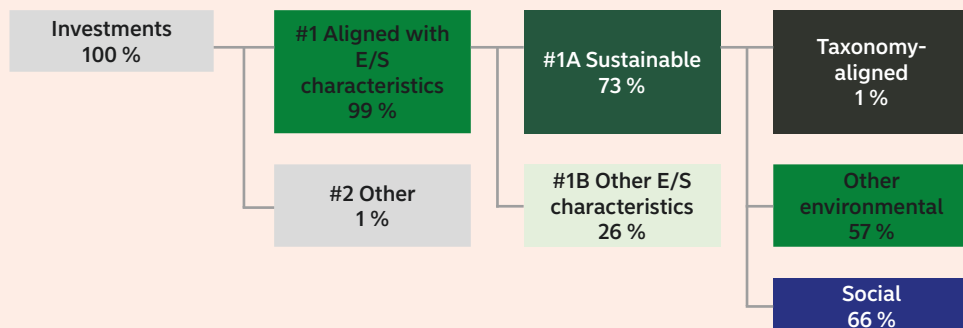 Investments
100 %
#1 Aligned with
E/S
characteristics
99 %
#1A Sustainable
73 %
Taxonomy-
aligned
1 %
#2 Other
1 %
#1B Other E/S
characteristics
26 %
Other
environmental
57 %
Social
66 %